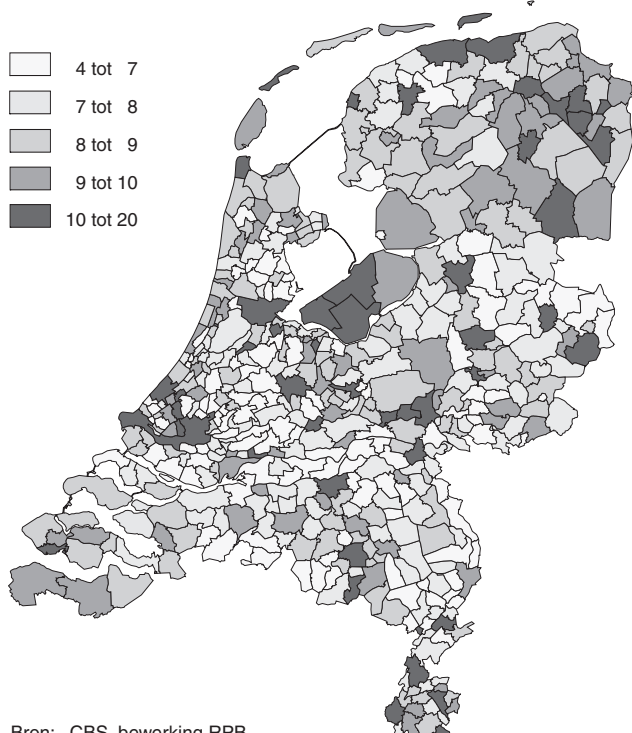 4 tot 7
7 tot 8
8 tot 9
9 tot 10
10 tot 20
Bron: CBS, bewerking RPB